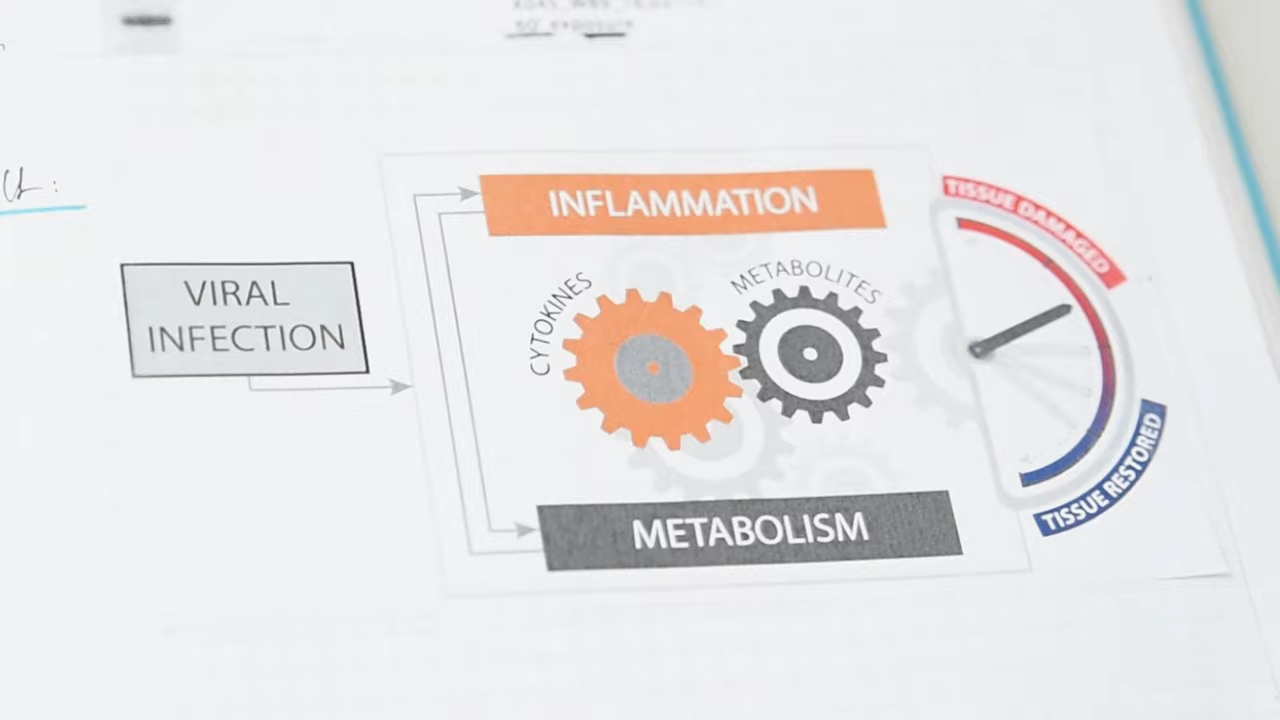 INFLAMMATION
TISSUE DAMAGED
VIRAL
INFECTION
CYTOKINES
METABOLITES
TISSUE RESTORED
METABOLISM